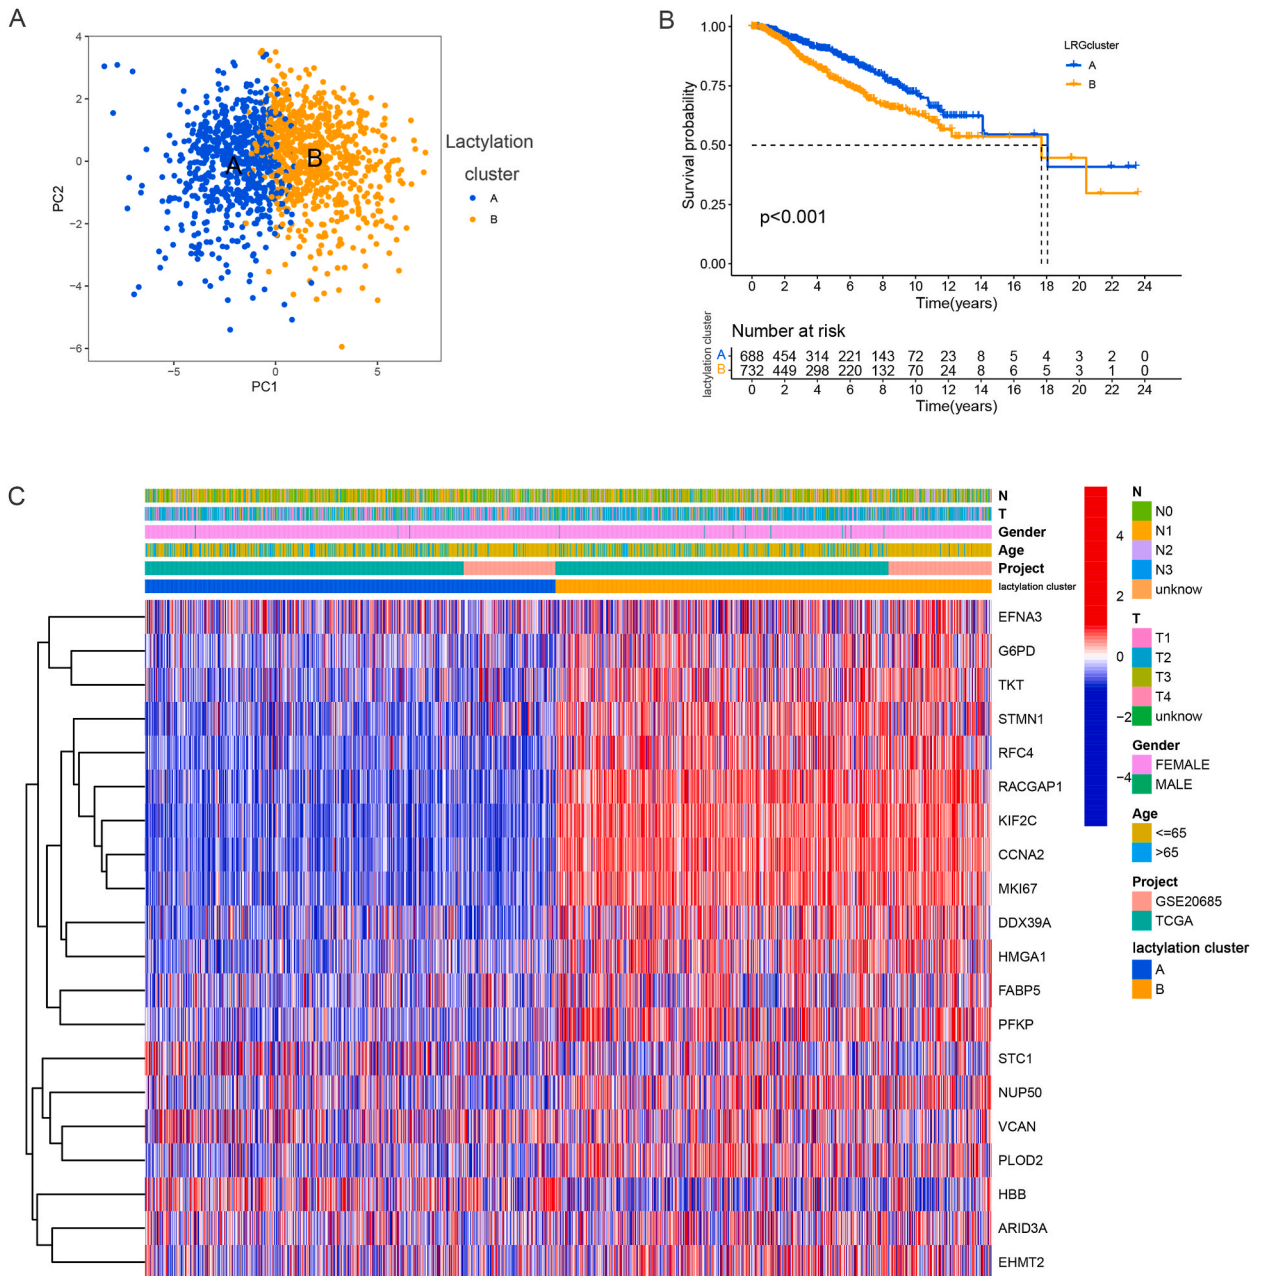 A
4
2
0
−2
−4
−6
PC2
−5
0
5
PC1
A
B
Lactylation
cluster
A
B
B
1.00
0.75
0.50
0.25
0.00
Survival probability
p<0.001
LRGcluster
A
B
0 2 4 6 8 10 12 14 16 18 20 22 24
Time(years)
Number at risk
lactylation cluster
A 688 454 314 221 143 72 23 8 5 4 3 2 0
B 732 449 298 220 132 70 24 8 6 5 3 1 0
0 2 4 6 8 10 12 14 16 18 20 22 24
Time(years)
C
N
T
Gender
Age
Project
lactylation cluster
EFNA3
G6PD
TKT
STMN1
RFC4
RACGAP1
KIF2C
CCNA2
MKI67
DDX39A
HMGA1
FABP5
PFKP
STC1
NUP50
VCAN
PLOD2
HBB
ARID3A
EHMT2
4
2
0
−2
−4
N
N0
N1
N2
N3
unknow
T
T1
T2
T3
T4
unknow
Gender
FEMALE
MALE
Age
<=65
>65
Project
GSE20685
TCGA
lactylation cluster
A
B